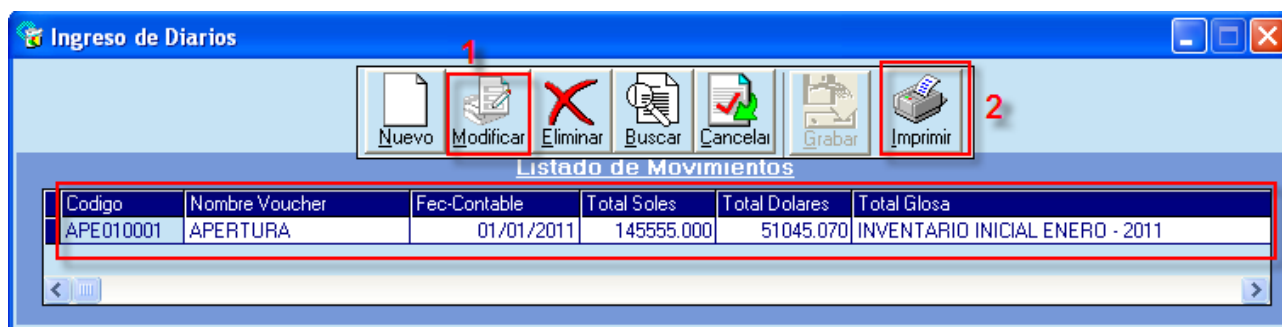 Ingreso de Diarios
1
Nuevo Modificar Eliminar Buscar Cancelar Grabar Imprimir 2
Listado de Movimientos
Codigo Nombre Voucher Fec-Contable Total Soles Total Dolares Total Glosa
APE010001 APERTURA 01/01/2011 145555.000 51045.070 INVENTARIO INICIAL ENERO - 2011